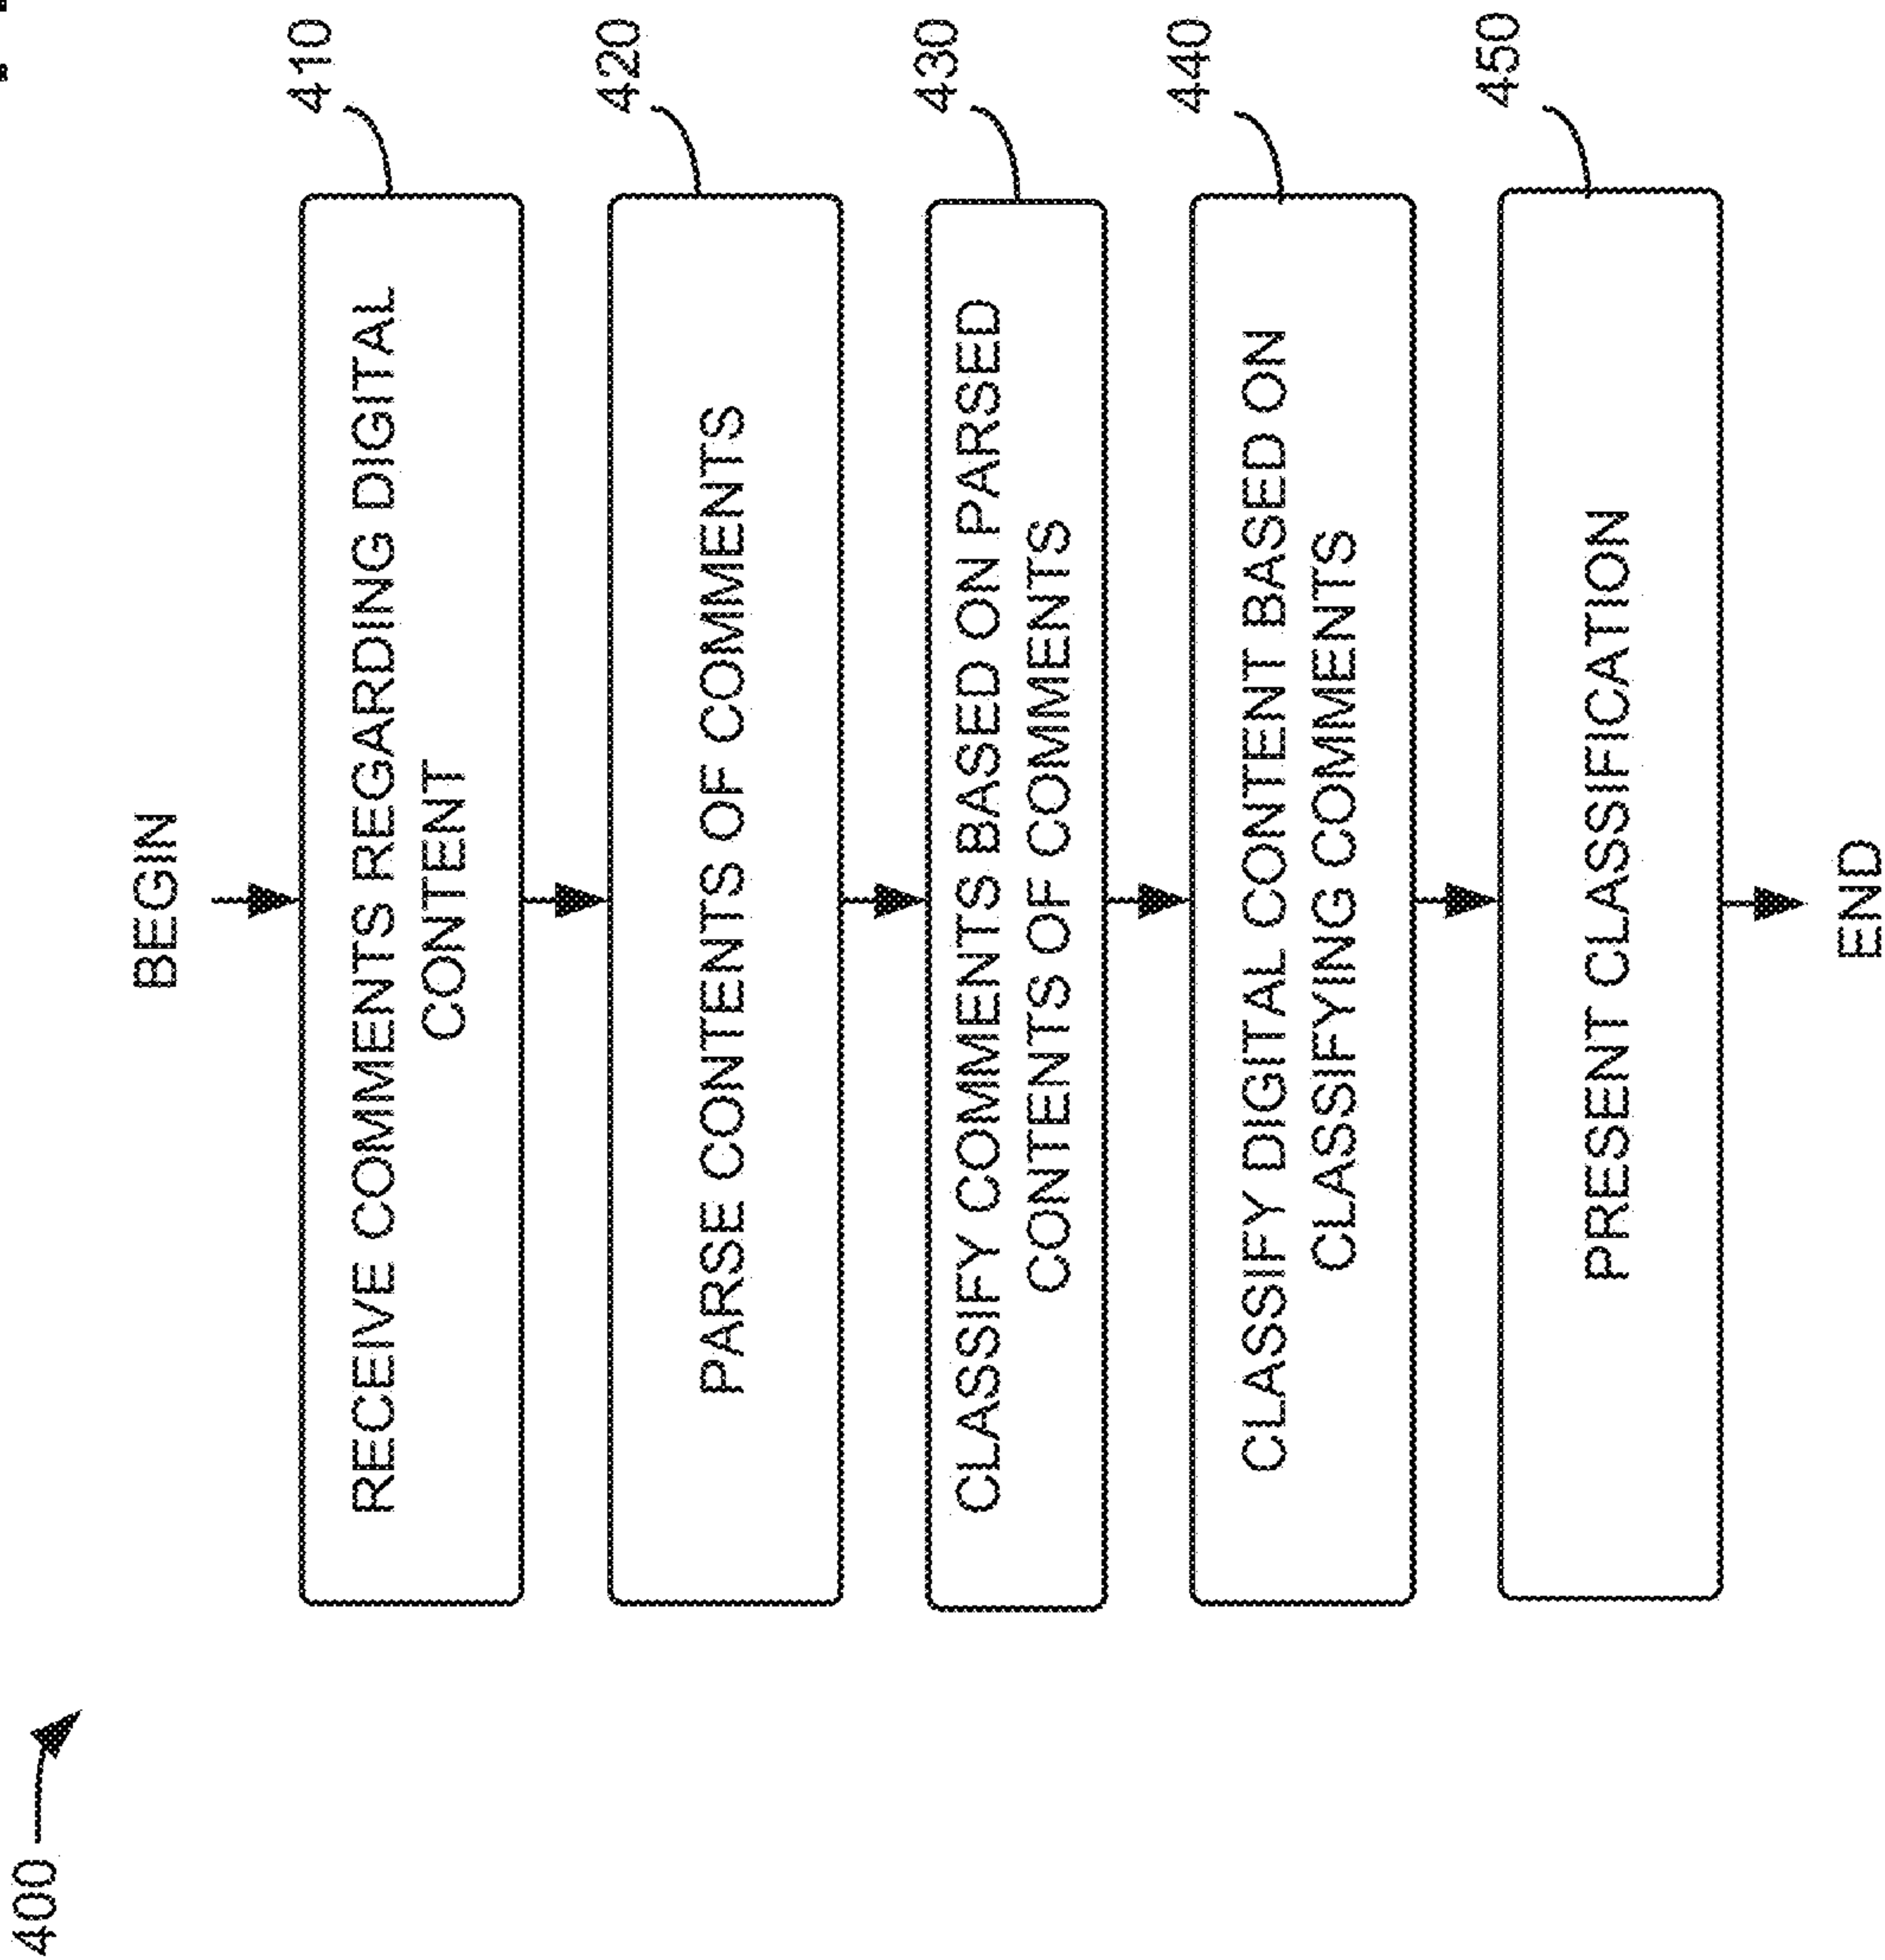 400
BEGIN
410
RECEIVE COMMENTS REGARDING DIGITAL
CONTENT
420
PARSE CONTENTS OF COMMENTS
430
CLASSIFY COMMENTS BASED ON PARSED
CONTENTS OF COMMENTS
440
CLASSIFY DIGITAL CONTENT BASED ON
CLASSIFYING COMMENTS
450
PRESENT CLASSIFICATION
END